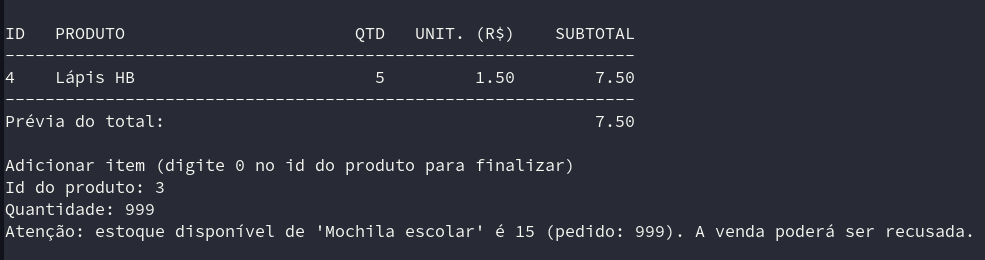 ID   PRODUTO                       QTD   UNIT. (R$)    SUBTOTAL
---------------------------------------------------------------
4    Lápis HB                        5         1.50        7.50
---------------------------------------------------------------
Prévia do total:                                           7.50
Adicionar item (digite 0 no id do produto para finalizar)
Id do produto: 3
Quantidade: 999
Atenção: estoque disponível de 'Mochila escolar' é 15 (pedido: 999). A venda poderá ser recusada.